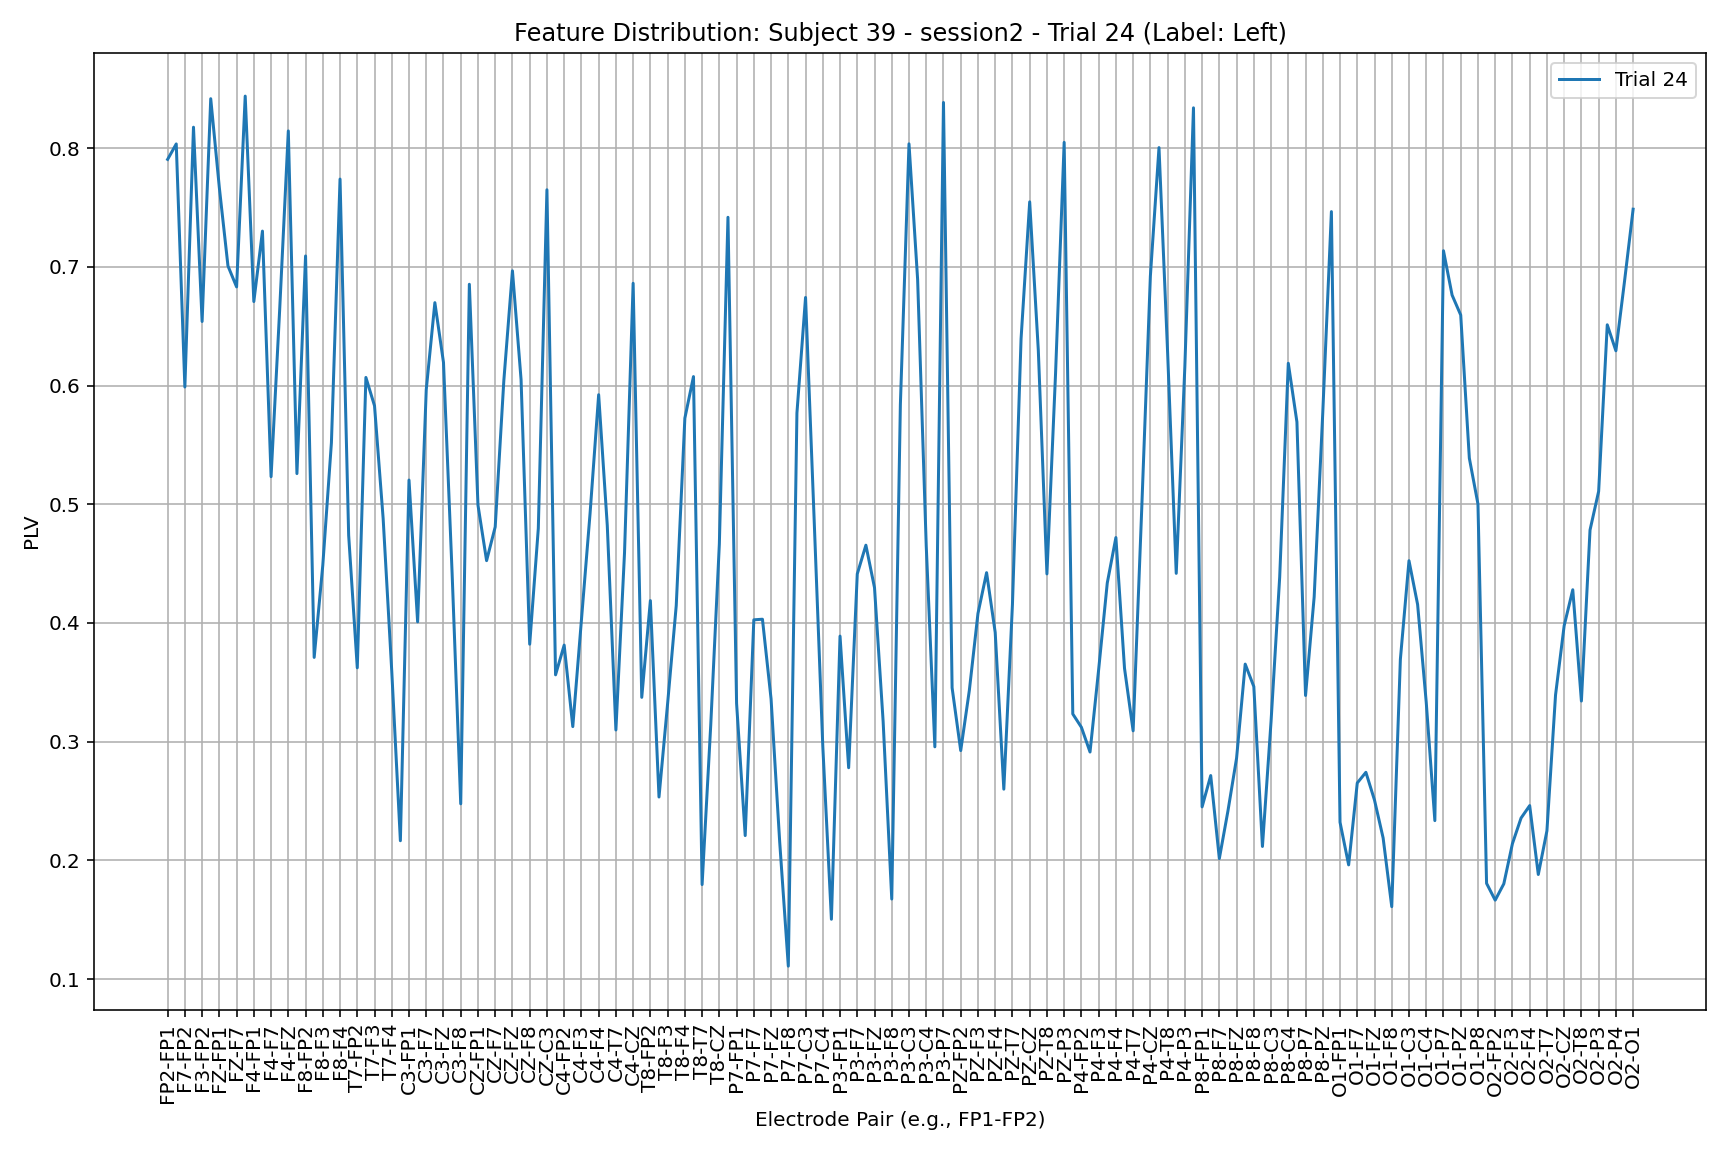 Feature Distribution: Subject 39 - session2 - Trial 24 (Label: Left)
Trial 24
PLV
0.8
0.7
0.6
0.5
0.4
0.3
0.2
0.1
FP2-FP1
F7-FP2
F3-FP2
FZ-FP1
FZ-F7
F4-FP1
F4-F7
F4-FZ
F8-FP2
F8-F3
F8-F4
T7-FP2
T7-F3
T7-F4
C3-FP1
C3-F7
C3-FZ
C3-F8
CZ-FP1
CZ-F7
CZ-FZ
CZ-F8
CZ-C3
C4-FP2
C4-F3
C4-F4
C4-T7
C4-CZ
T8-FP2
T8-F3
T8-F4
T8-T7
T8-CZ
P7-FP1
P7-F7
P7-FZ
P7-F8
P7-C3
P7-C4
P3-FP1
P3-F7
P3-FZ
P3-F8
P3-C3
P3-C4
P3-P7
PZ-FP2
PZ-F3
PZ-F4
PZ-T7
PZ-CZ
PZ-T8
PZ-P3
P4-FP2
P4-F3
P4-F4
P4-T7
P4-CZ
P4-T8
P4-P3
P8-FP1
P8-F7
P8-FZ
P8-F8
P8-C3
P8-C4
P8-P7
P8-PZ
O1-FP1
O1-F7
O1-FZ
O1-F8
O1-C3
O1-C4
O1-P7
O1-PZ
O1-P8
O2-FP2
O2-F3
O2-F4
O2-T7
O2-CZ
O2-T8
O2-P3
O2-P4
O2-O1
Electrode Pair (e.g., FP1-FP2)